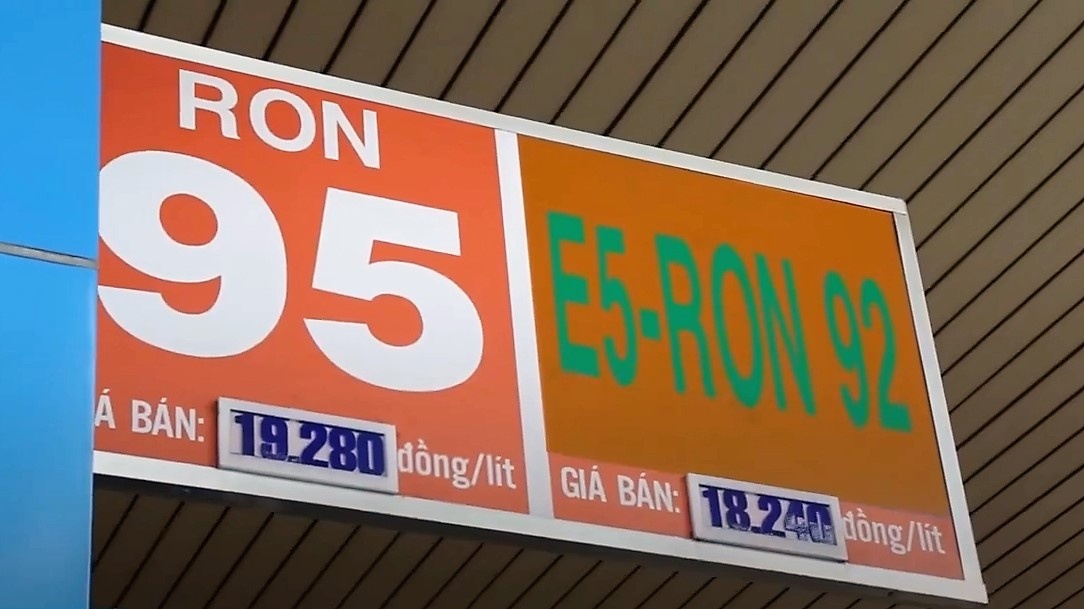 RON
95
Á BÁN: 19.280 đồng/lít
E5-RON 92
GIÁ BÁN: 18.240 đồng/lít